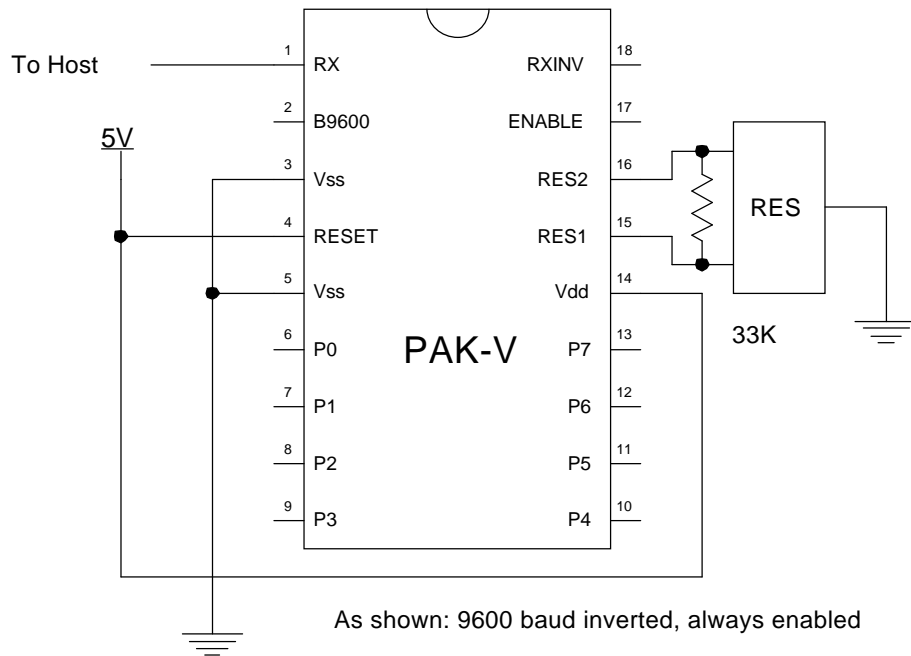 To Host
5V
1 RX RXINV 18
2 B9600 ENABLE 17
3 Vss RES2 16
4 RESET RES1 15
5 Vss Vdd 14
6 P0 P7 13
7 P1 P6 12
8 P2 P5 11
9 P3 P4 10
PAK-V
RES
33K
As shown: 9600 baud inverted, always enabled